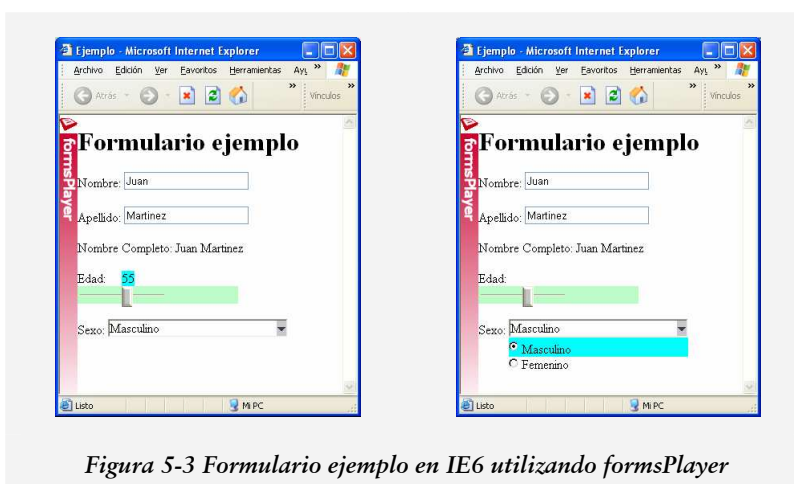 Ejemplo - Microsoft Internet Explorer
Archivo Edición Ver Favoritos Herramientas Ayu »
Atrás » Vínculos »
formsPlayer
Formulario ejemplo
Nombre: Juan
Apellido: Martinez
Nombre Completo: Juan Martinez
Edad: 55
Sexo: Masculino
Listo Mi PC
Ejemplo - Microsoft Internet Explorer
Archivo Edición Ver Favoritos Herramientas Ayu »
Atrás » Vínculos »
formsPlayer
Formulario ejemplo
Nombre: Juan
Apellido: Martinez
Nombre Completo: Juan Martinez
Edad:
Sexo: Masculino
Masculino
Femenino
Listo Mi PC
Figura 5-3 Formulario ejemplo en IE6 utilizando formsPlayer